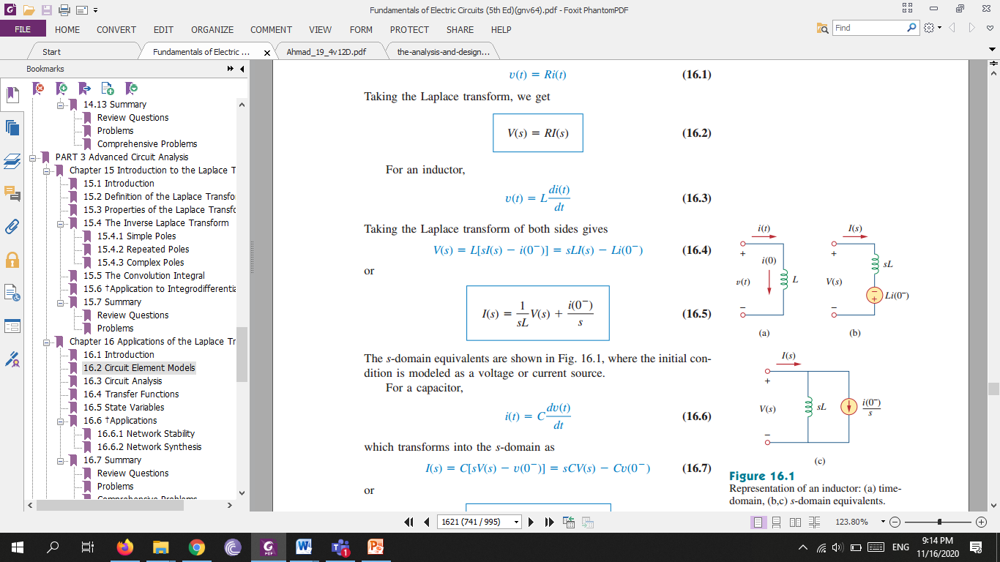 Fundamentals of Electric Circuits (5th Ed)(gnv64).pdf - Foxit PhantomPDF
FILE HOME CONVERT EDIT ORGANIZE COMMENT VIEW FORM PROTECT SHARE HELP
Find
Start
Fundamentals of Electric ...
Ahmad_19_4v12D.pdf
the-analysis-and-design...
Bookmarks
14.13 Summary
Review Questions
Problems
Comprehensive Problems
PART 3 Advanced Circuit Analysis
Chapter 15 Introduction to the Laplace T
15.1 Introduction
15.2 Definition of the Laplace Transfo
15.3 Properties of the Laplace Transfo
15.4 The Inverse Laplace Transform
15.4.1 Simple Poles
15.4.2 Repeated Poles
15.4.3 Complex Poles
15.5 The Convolution Integral
15.6 †Application to Integrodifferentia
15.7 Summary
Review Questions
Problems
Chapter 16 Applications of the Laplace Tr
16.1 Introduction
16.2 Circuit Element Models
16.3 Circuit Analysis
16.4 Transfer Functions
16.5 State Variables
16.6 †Applications
16.6.1 Network Stability
16.6.2 Network Synthesis
16.7 Summary
Review Questions
Problems
Comprehensive Problems
v(t) = Ri(t) (16.1)
Taking the Laplace transform, we get
V(s) = RI(s) (16.2)
For an inductor,
v(t) = L di(t)/dt (16.3)
Taking the Laplace transform of both sides gives
V(s) = L[sI(s) − i(0⁻)] = sLI(s) − Li(0⁻) (16.4)
or
I(s) = 1/sL V(s) + i(0⁻)/s (16.5)
The s-domain equivalents are shown in Fig. 16.1, where the initial con-
dition is modeled as a voltage or current source.
For a capacitor,
i(t) = C dv(t)/dt (16.6)
which transforms into the s-domain as
I(s) = C[sV(s) − v(0⁻)] = sCV(s) − Cv(0⁻) (16.7)
or
i(t)
+
i(0)
v(t)
L
−
(a)
I(s)
+
sL
V(s)
−
+
Li(0⁻)
−
(b)
I(s)
+
V(s)
sL
i(0⁻)/s
−
(c)
Figure 16.1
Representation of an inductor: (a) time-
domain, (b,c) s-domain equivalents.
1621 (741 / 995)
123.80%
PDF
1
ENG
9:14 PM
11/16/2020